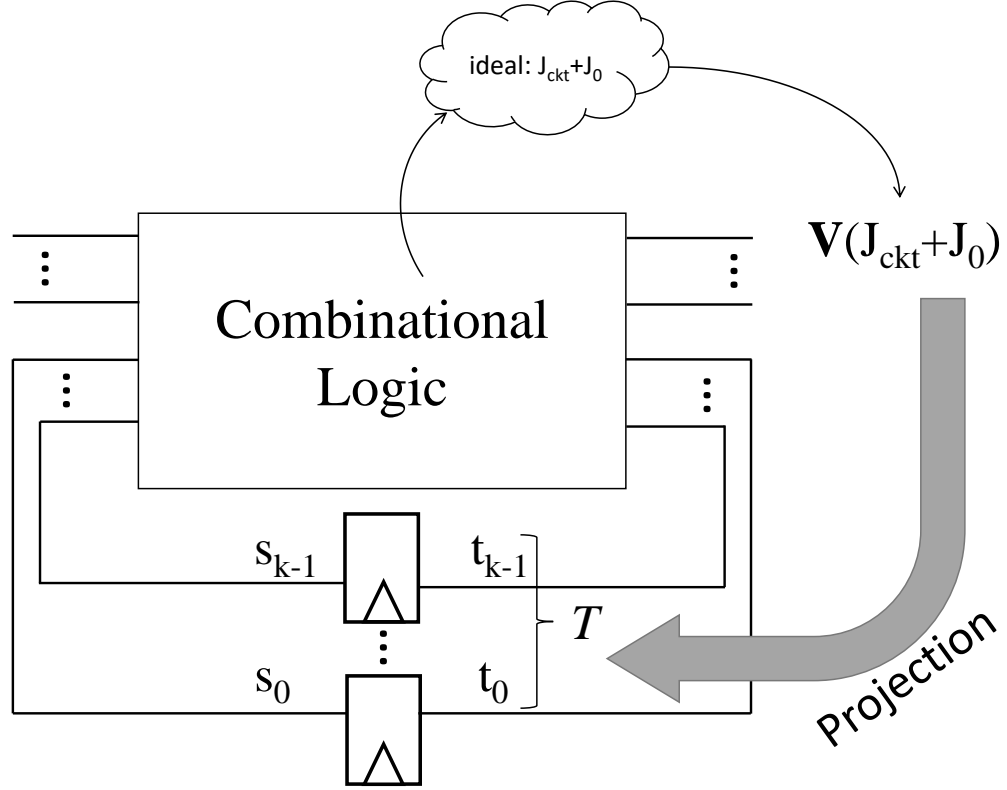 ideal: J_ckt+J_0
V(J_ckt+J_0)
Combinational
Logic
s_k-1
t_k-1
T
s_0
t_0
Projection